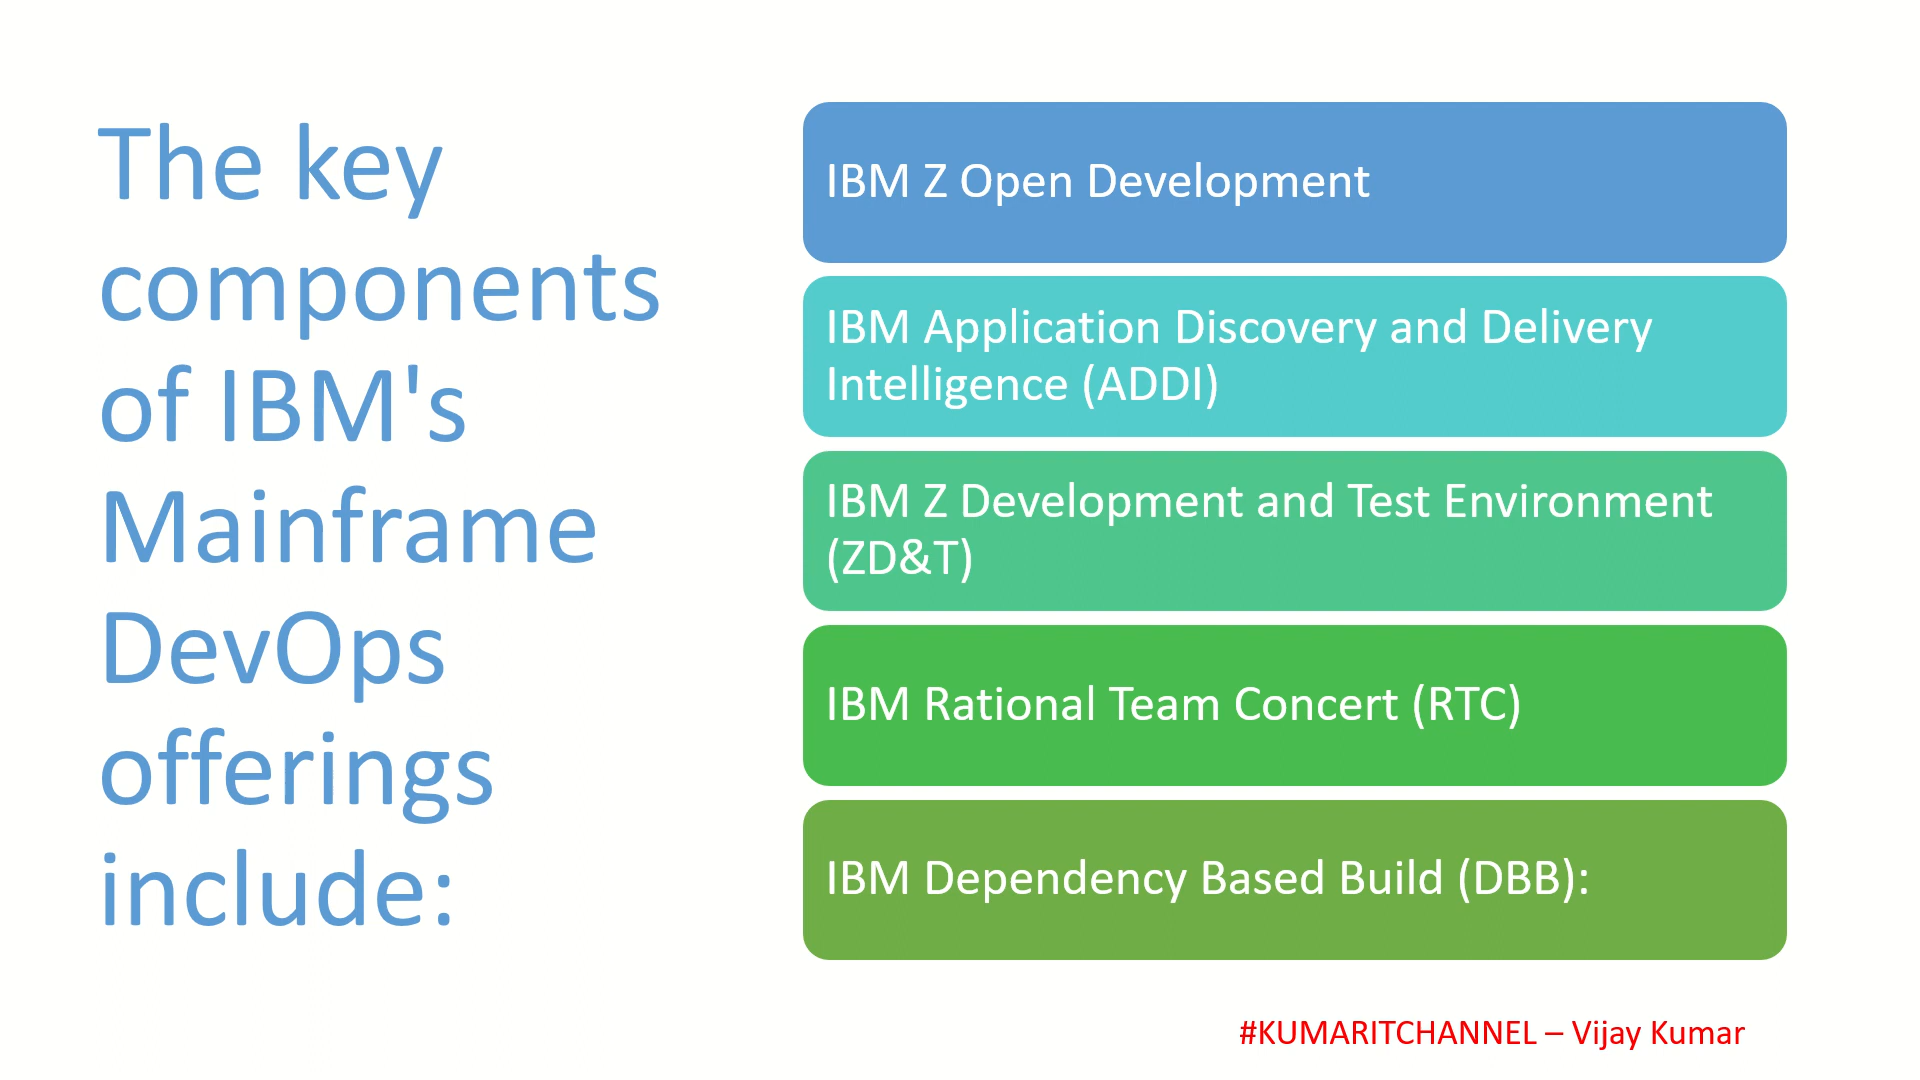 The key
components
of IBM's
Mainframe
DevOps
offerings
include:
IBM Z Open Development
IBM Application Discovery and Delivery
Intelligence (ADDI)
IBM Z Development and Test Environment
(ZD&T)
IBM Rational Team Concert (RTC)
IBM Dependency Based Build (DBB):
#KUMARITCHANNEL – Vijay Kumar